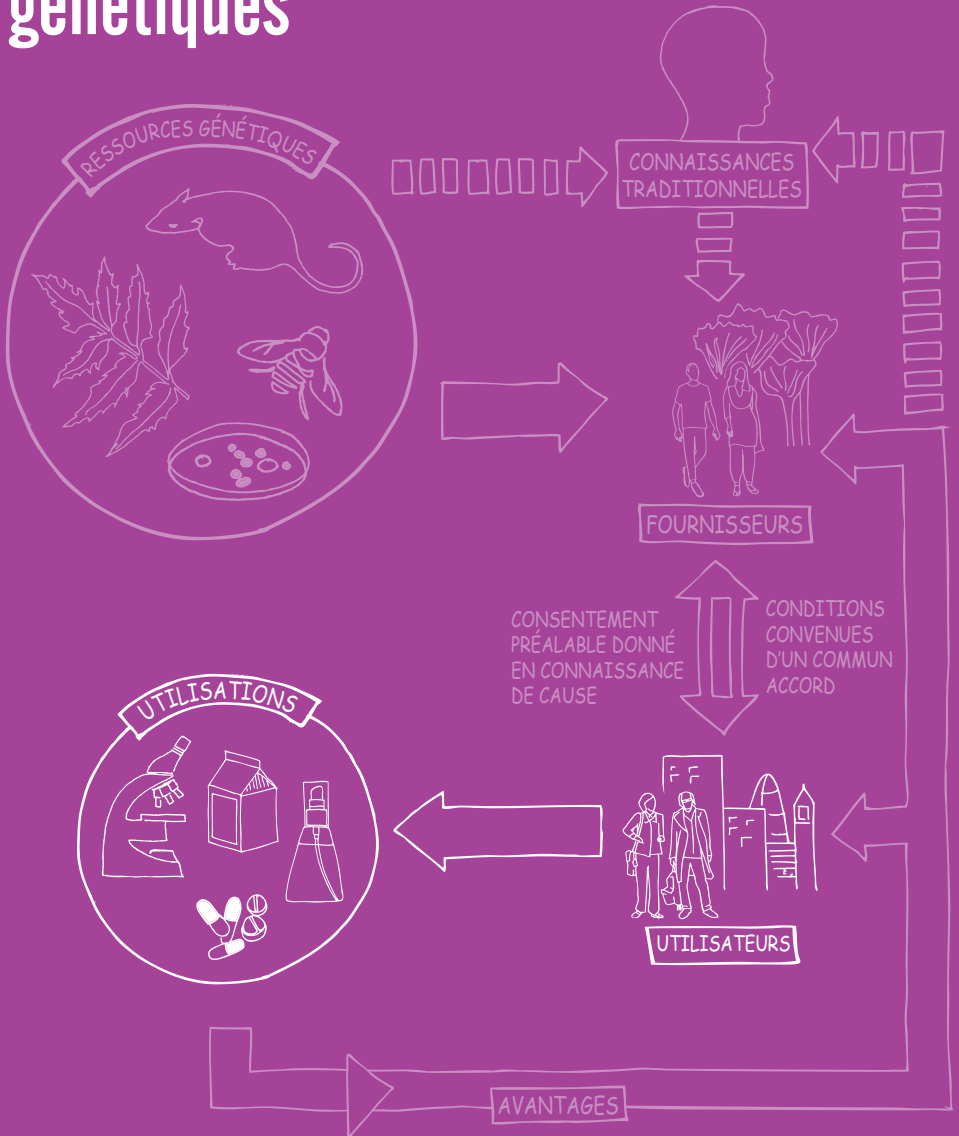 génétiques
RESSOURCES GÉNÉTIQUES
CONNAISSANCES
TRADITIONNELLES
FOURNISSEURS
CONSENTEMENT
PRÉALABLE DONNÉ
EN CONNAISSANCE
DE CAUSE
CONDITIONS
CONVENUES
D'UN COMMUN
ACCORD
UTILISATIONS
UTILISATEURS
AVANTAGES